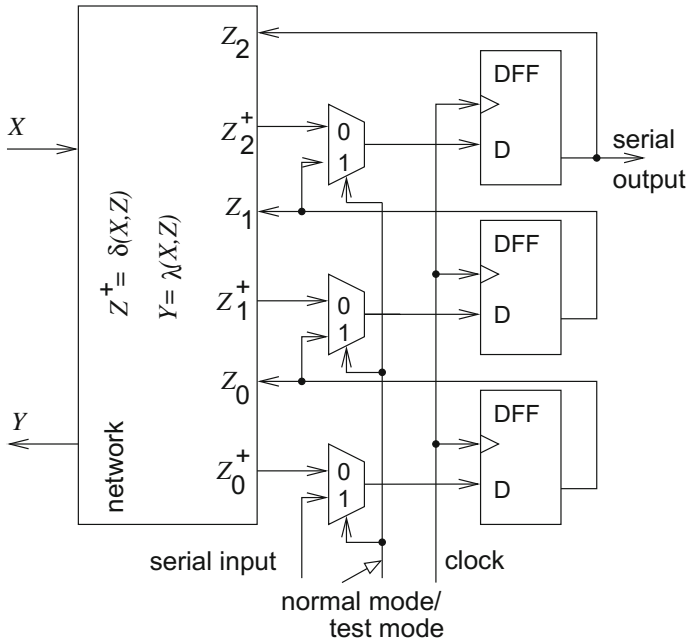 Z₂
DFF
X
Z₂⁺
0
1
D
serial
output
Z₁
DFF
Z⁺= δ(X,Z)
Y= λ(X,Z)
Z₁⁺
0
1
D
Z₀
DFF
Y
network
Z₀⁺
0
1
D
serial input
clock
normal mode/
test mode